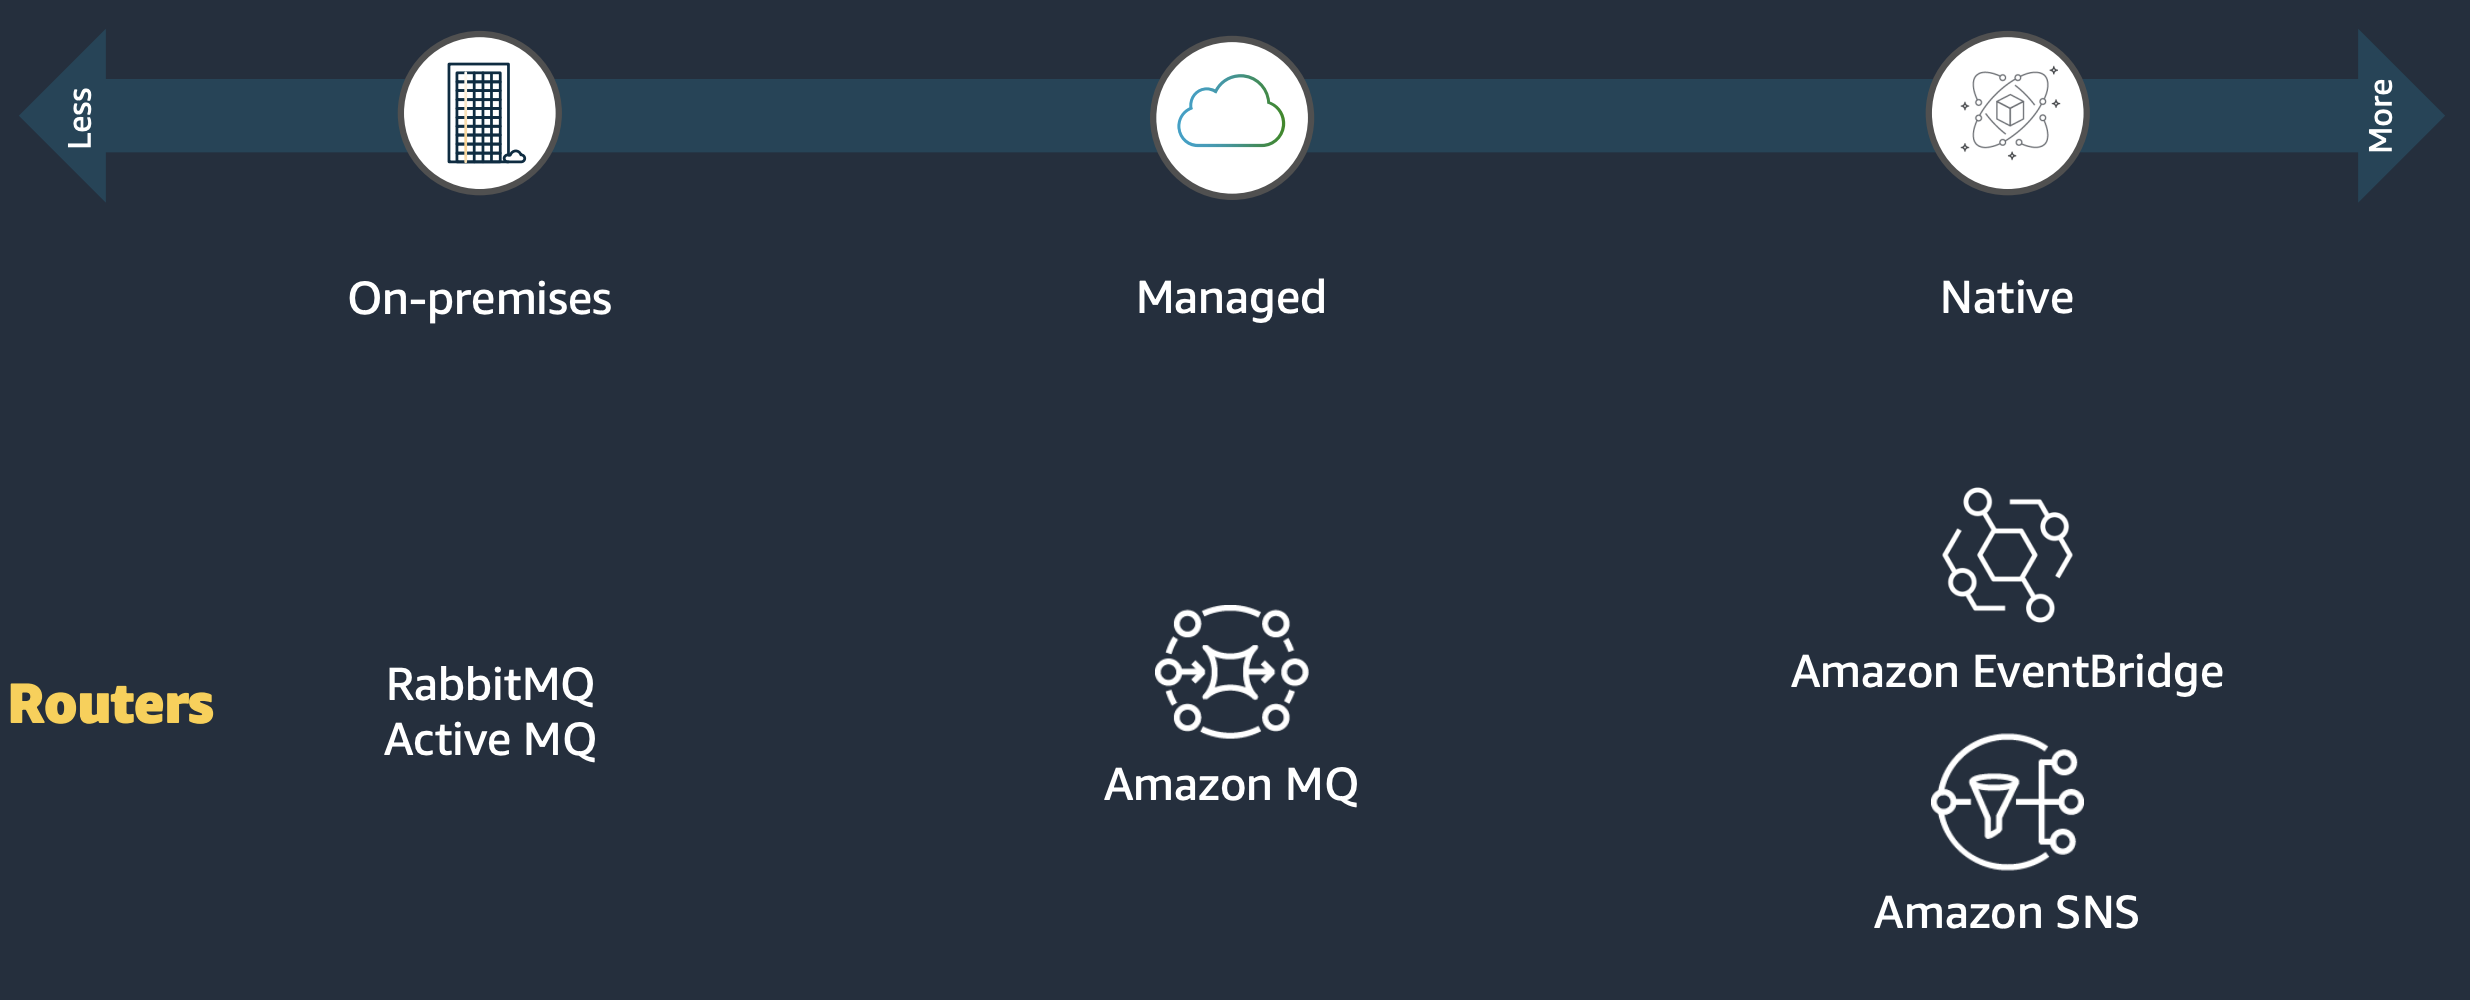 Less
More
On-premises
Managed
Native
Routers
RabbitMQ
Active MQ
Amazon MQ
Amazon EventBridge
Amazon SNS